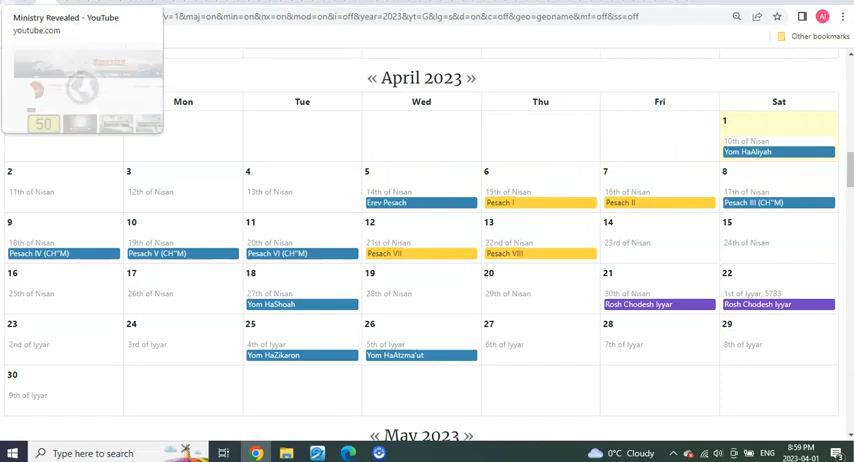 Ministry Revealed - YouTube
youtube.com
50
v=1&maj=on&min=on&nx=on&mod=on&i=off&year=2023&yt=G&lg=s&d=on&c=off&geo=geoname&mf=off&ss=off
Al
Other bookmarks
« April 2023 »
Mon Tue Wed Thu Fri Sat
1
10th of Nisan
Yom HaAliyah
2 3 4 5 6 7 8
11th of Nisan 12th of Nisan 13th of Nisan 14th of Nisan 15th of Nisan 16th of Nisan 17th of Nisan
Erev Pesach Pesach I Pesach II Pesach III (CH''M)
9 10 11 12 13 14 15
18th of Nisan 19th of Nisan 20th of Nisan 21st of Nisan 22nd of Nisan 23rd of Nisan 24th of Nisan
Pesach IV (CH''M) Pesach V (CH''M) Pesach VI (CH''M) Pesach VII Pesach VIII
16 17 18 19 20 21 22
25th of Nisan 26th of Nisan 27th of Nisan 28th of Nisan 29th of Nisan 30th of Nisan 1st of Iyyar, 5783
Yom HaShoah Rosh Chodesh Iyyar Rosh Chodesh Iyyar
23 24 25 26 27 28 29
2nd of Iyyar 3rd of Iyyar 4th of Iyyar 5th of Iyyar 6th of Iyyar 7th of Iyyar 8th of Iyyar
Yom HaZikaron Yom HaAtzma'ut
30
9th of Iyyar
« May 2023 »
Type here to search
0°C Cloudy
ENG
8:59 PM
2023-04-01
3